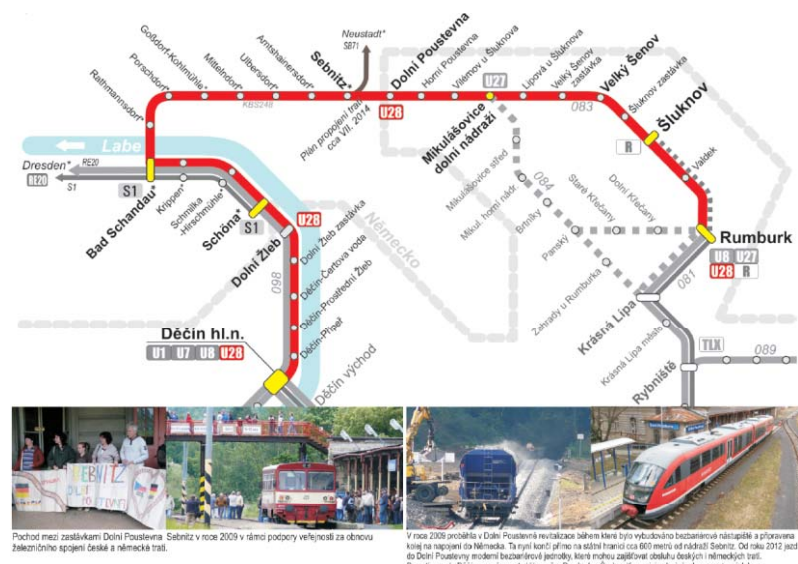 Neustadt*
SB71
Goßdorf-Kohlmühle*
Porschdorf*
Rathmannsdorf*
Mittelndorf*
Ulbersdorf*
Amtshainersdorf*
Sebnitz*
KBS248
Plán propojení tratí
cca VII. 2014
Dolní Poustevna
U28
Horní Poustevna
Vilémov u Šluknova
U27
Mikulášovice
dolní nádraží
Lipová u Šluknova
Velký Šenov
zastávka
083
Velký Šenov
Šluknov zastávka
Šluknov
R
Valdek
Labe
Dresden*
RE20
RE20
S1
S1
Bad Schandau*
Krippen*
Schmilka
-Hirschmühle*
Schöna*
S1
Dolní Žleb
U28
Dolní Žleb zastávka
Děčín-Čertova voda
Děčín-Prostřední Žleb
Děčín-Přípeř
098
Německo
Děčín hl.n.
U1 U7 U8 U28
Děčín východ
Mikulášovice střed
Mikul. horní nádr.
084
Brtníky
Panský
Staré Křečany
Dolní Křečany
Zahrady u Rumburka
Rumburk
U8 U27
U28 R
081
Krásná Lípa
Krásná Lípa město
TLX
089
Rybniště
SEBNITZ
Pochod mezi zastávkami Dolní Poustevna Sebnitz v roce 2009 v rámci podpory veřejnosti za obnovu
železničního spojení české a německé trati.
V roce 2009 proběhla v Dolní Poustevně revitalizace během které bylo vybudováno bezbariérové nástupiště a připravena
kolej na napojení do Německa. Ta nyní končí přímo na státní hranici cca 600 metrů od nádraží Sebnitz. Od roku 2012 jezdí
do Dolní Poustevny moderní bezbariérové jednotky, které mohou zajišťovat obsluhu českých i německých tratí.